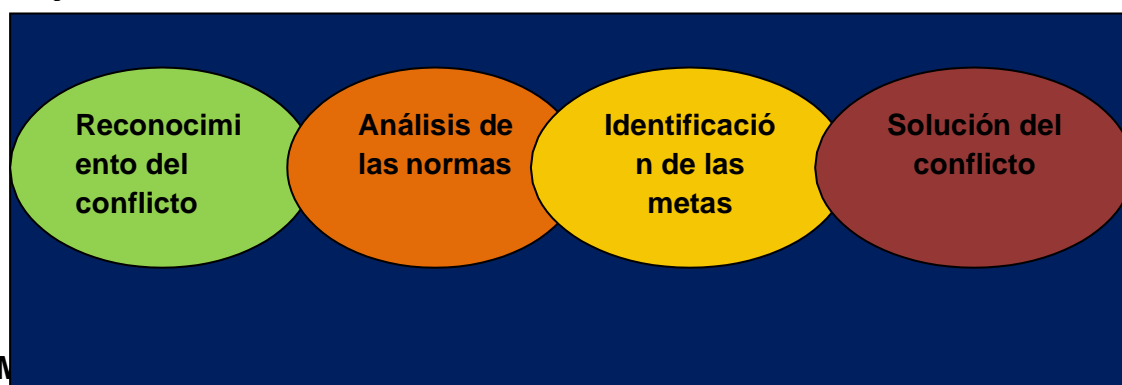 Reconocimi
ento del
conflicto
Análisis de
las normas
Identificació
n de las
metas
Solución del
conflicto